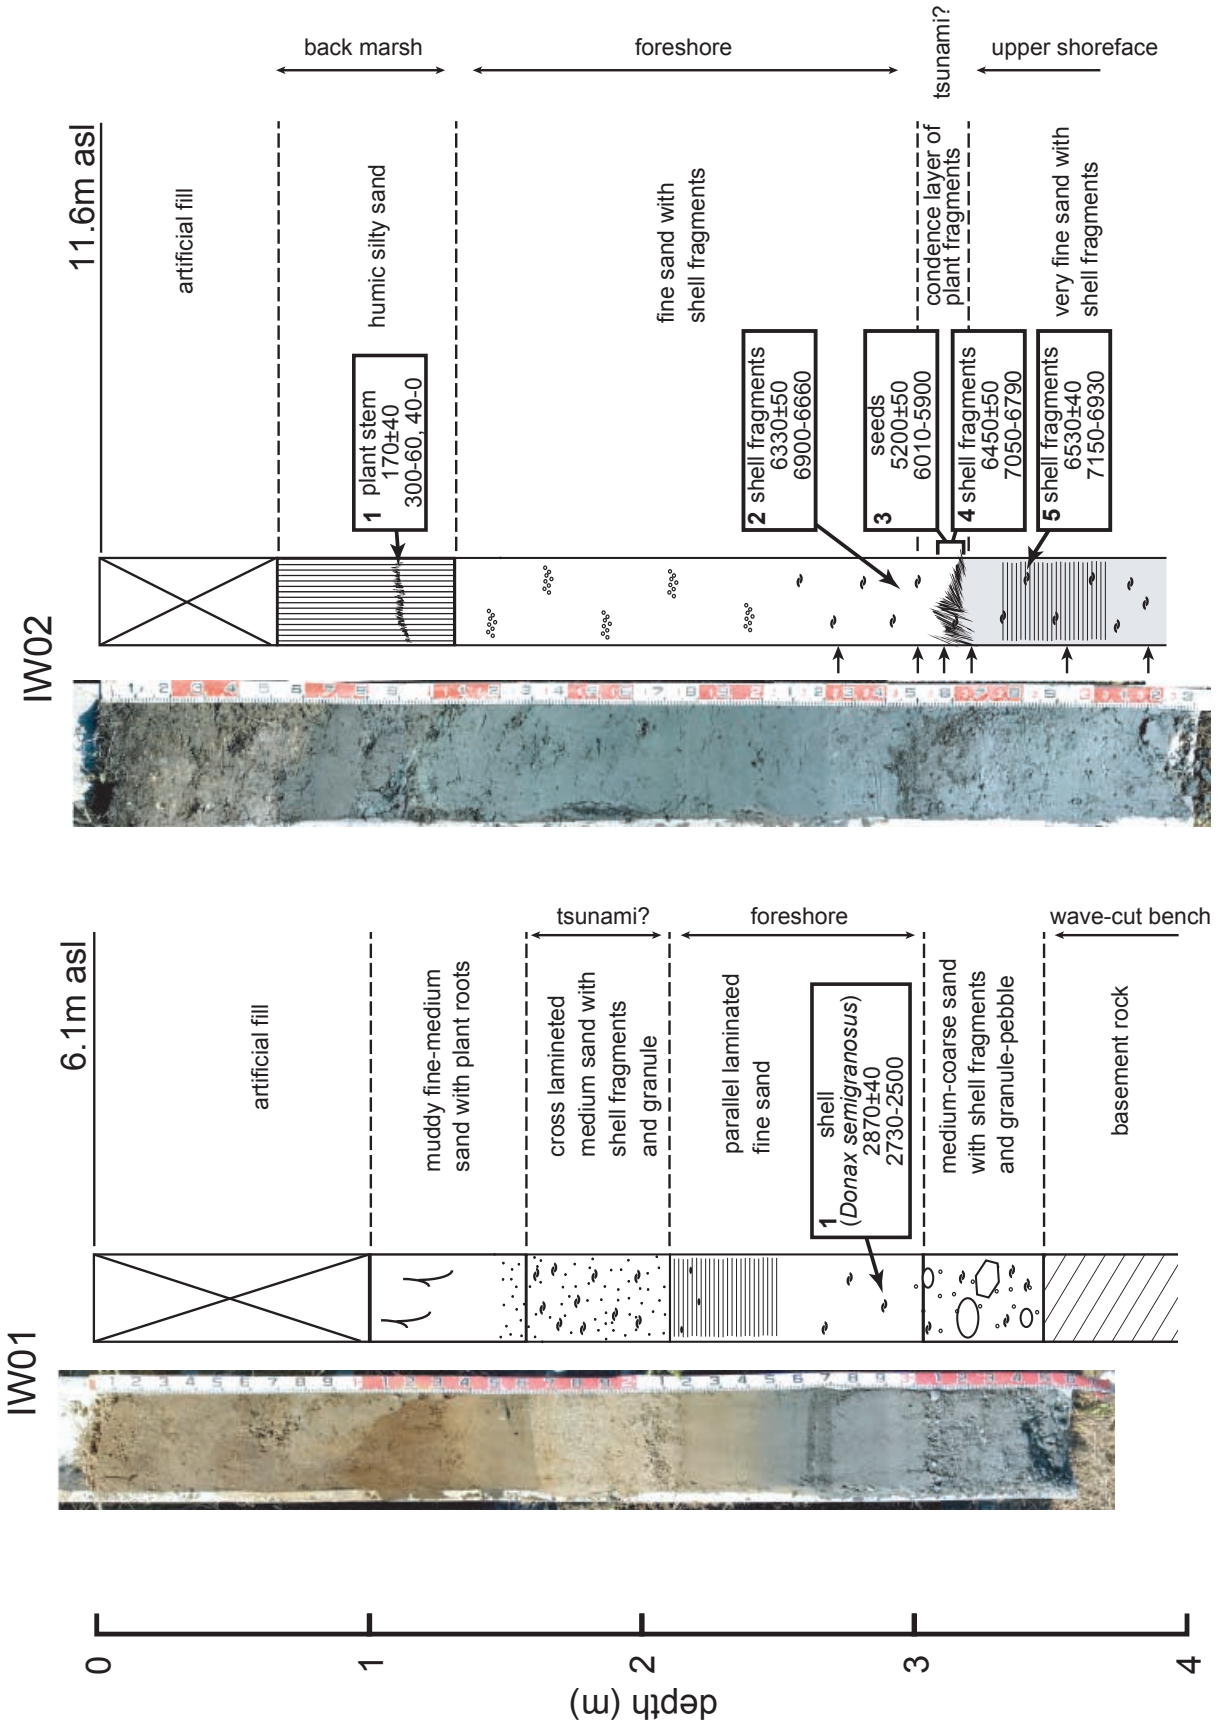 IW02
11.6m asl
artificial fill
humic silty sand
back marsh
1 plant stem
170±40
300-60, 40-0
fine sand with
shell fragments
foreshore
2 shell fragments
6330±50
6900-6660
3 seeds
5200±50
6010-5900
condence layer of
plant fragments
tsunami?
4 shell fragments
6450±50
7050-6790
very fine sand with
shell fragments
upper shoreface
5 shell fragments
6530±40
7150-6930
IW01
6.1m asl
artificial fill
muddy fine-medium
sand with plant roots
cross lamineted
medium sand with
shell fragments
and granule
tsunami?
parallel laminated
fine sand
foreshore
1 shell
(Donax semigranosus)
2870±40
2730-2500
medium-coarse sand
with shell fragments
and granule-pebble
basement rock
wave-cut bench
0
1
2
3
4
depth (m)